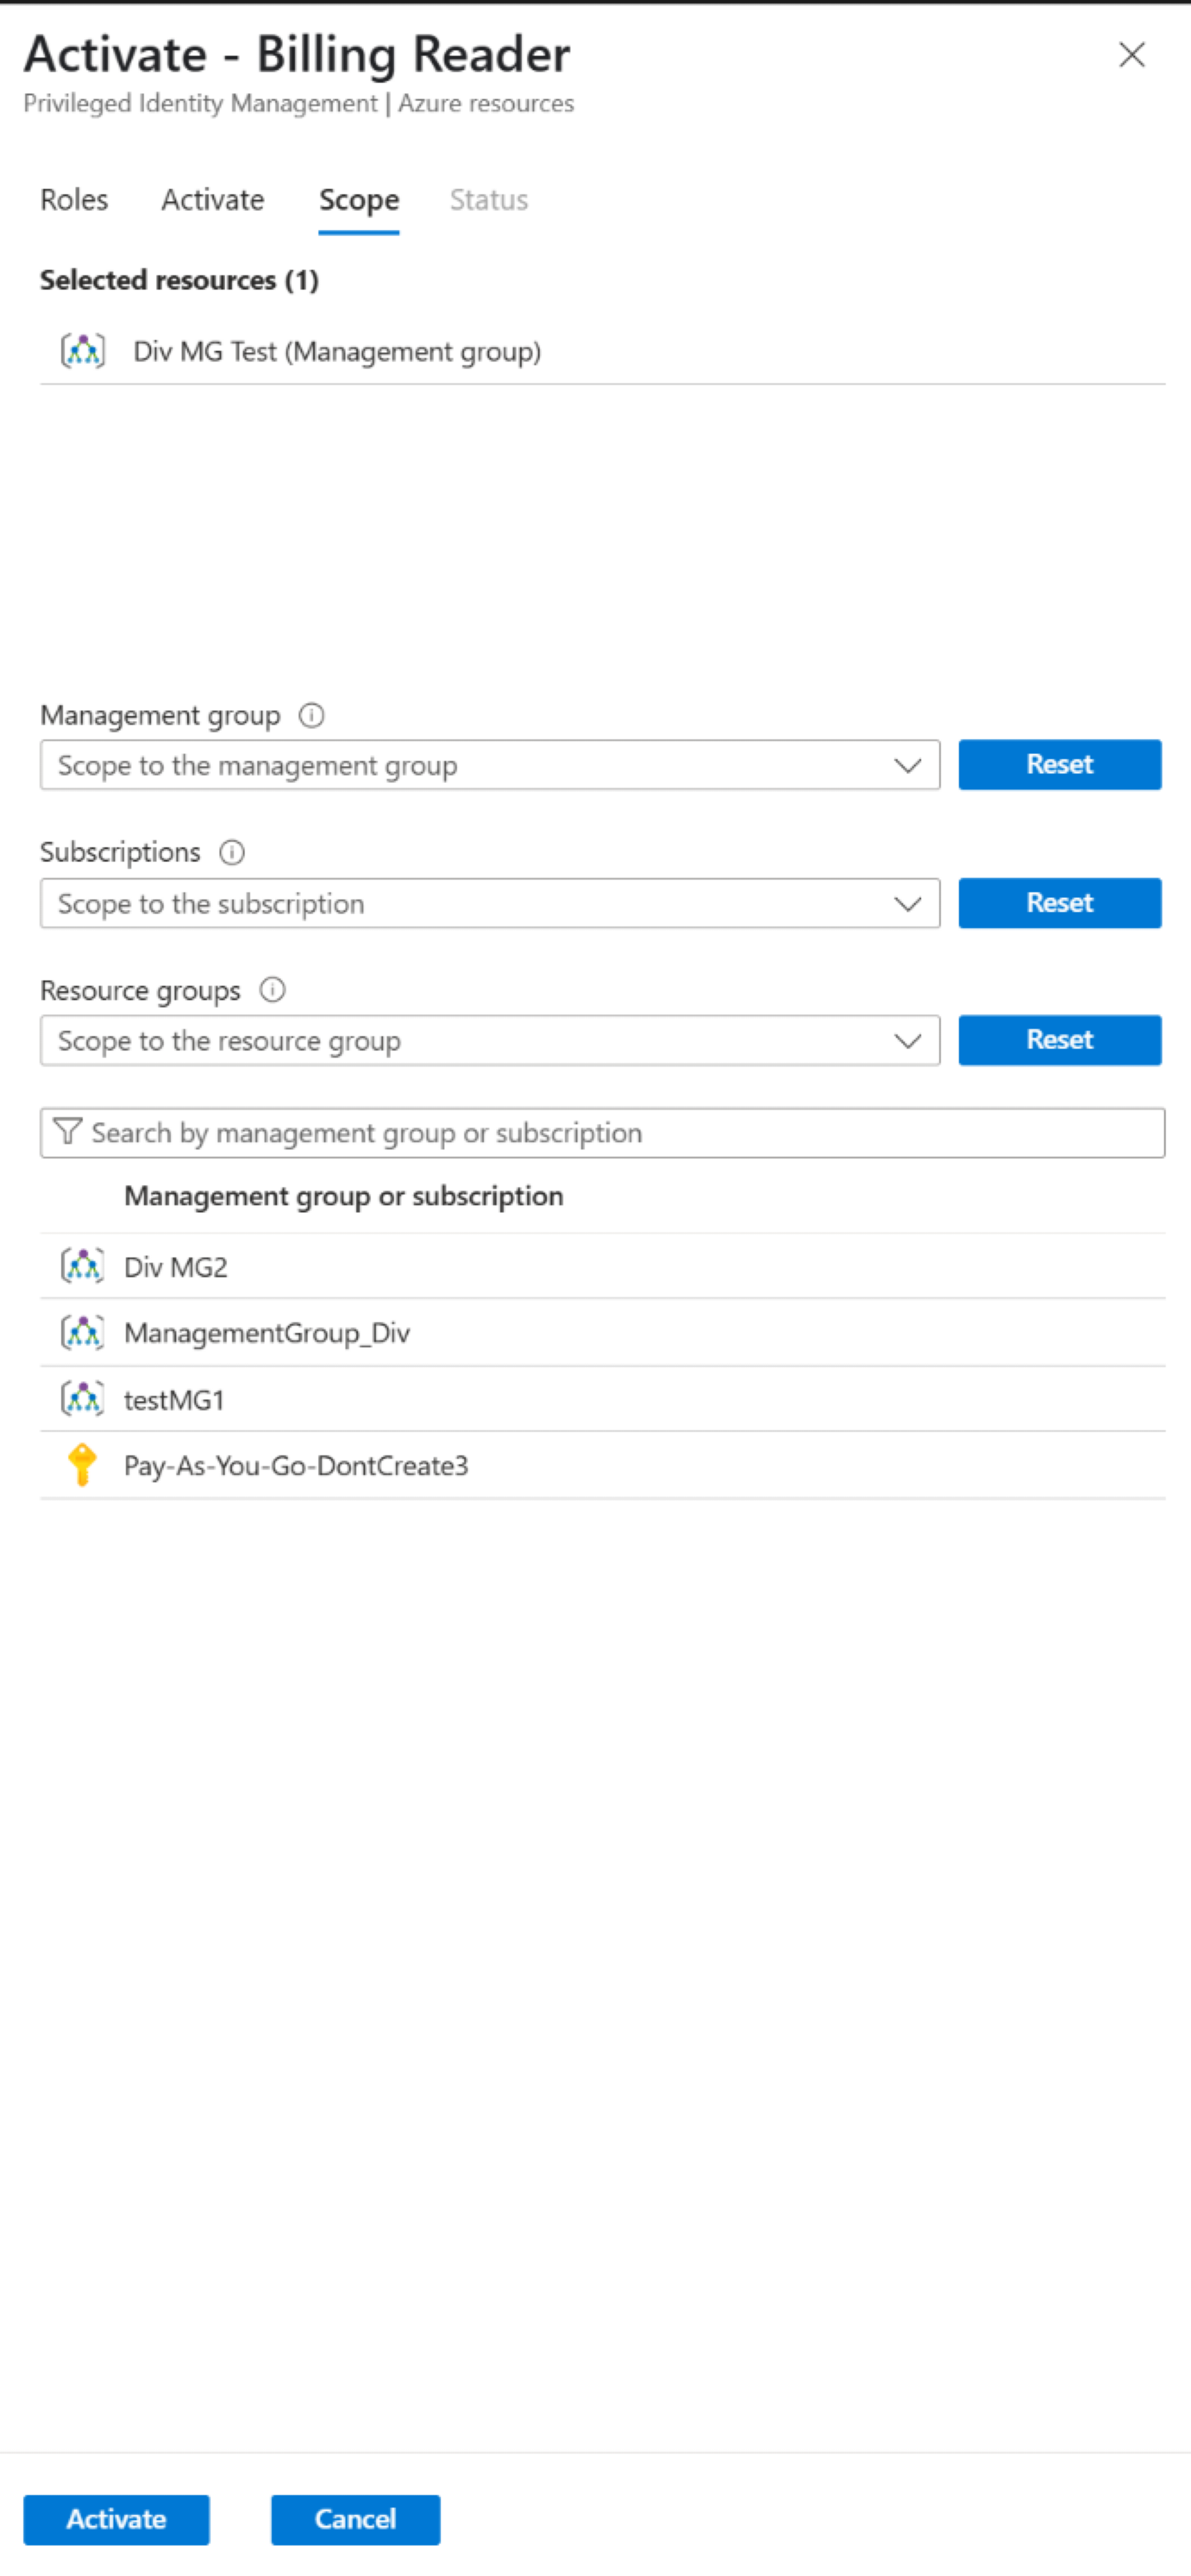 Activate - Billing Reader
Privileged Identity Management | Azure resources
Roles Activate Scope Status
Selected resources (1)
Div MG Test (Management group)
Management group
Scope to the management group Reset
Subscriptions
Scope to the subscription Reset
Resource groups
Scope to the resource group Reset
Search by management group or subscription
Management group or subscription
Div MG2
ManagementGroup_Div
testMG1
Pay-As-You-Go-DontCreate3
Activate Cancel